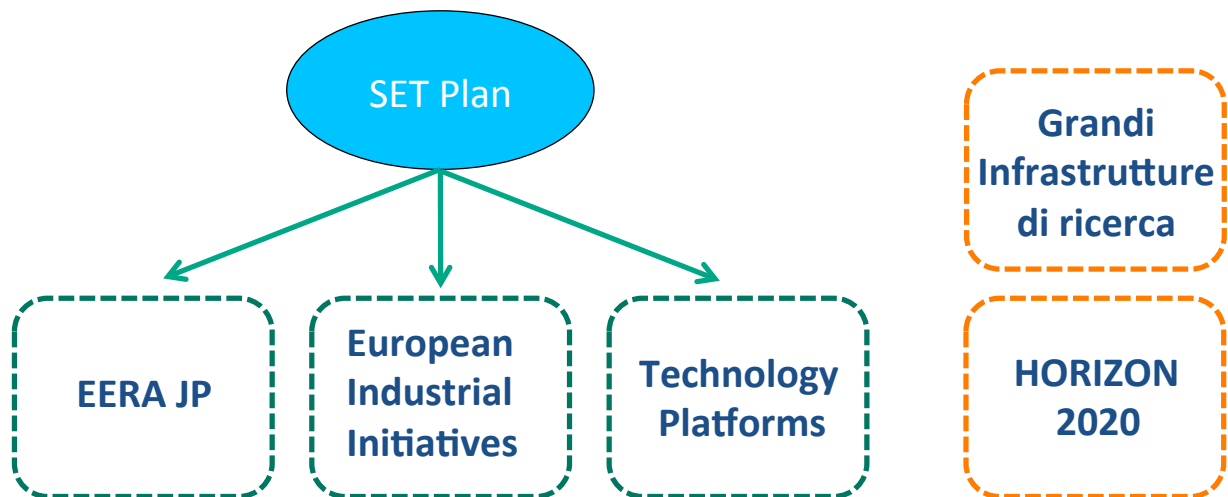 SET Plan
Grandi
Infrastrutture
di ricerca
EERA JP
European
Industrial
Initiatives
Technology
Platforms
HORIZON
2020